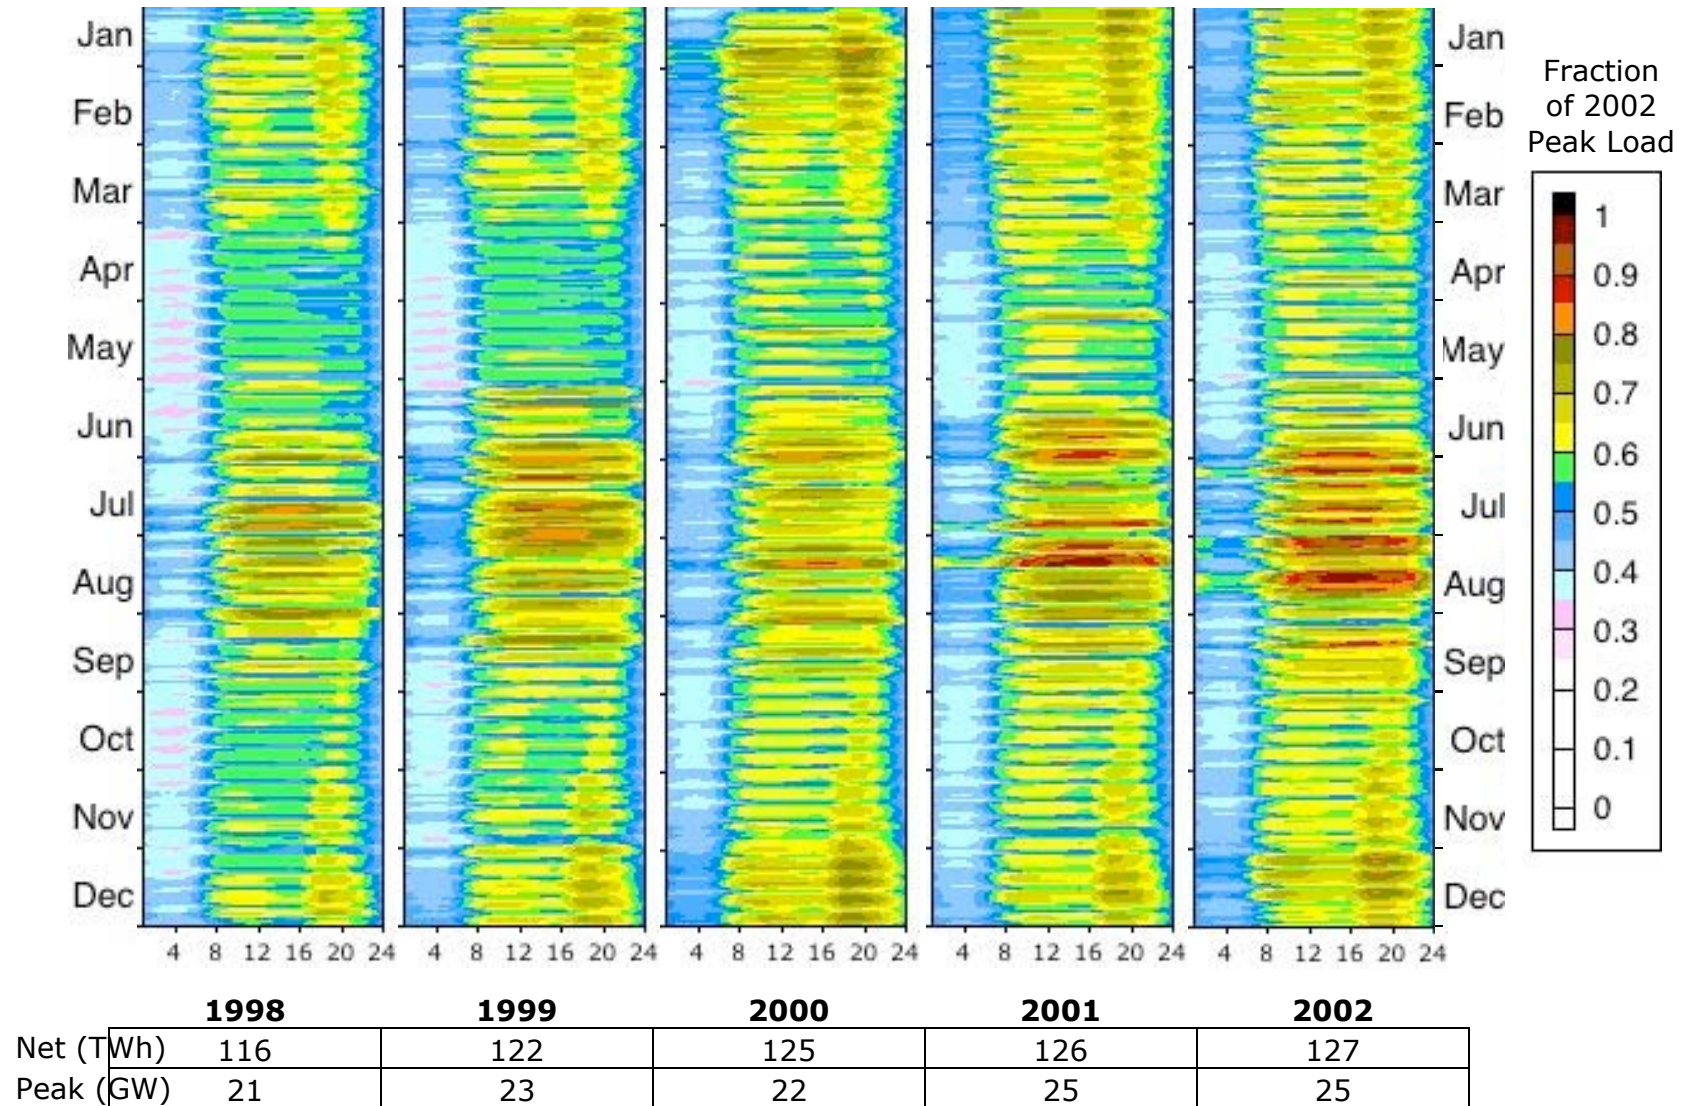 Jan
Feb
Mar
Apr
May
Jun
Jul
Aug
Sep
Oct
Nov
Dec
Jan
Feb
Mar
Apr
May
Jun
Jul
Aug
Sep
Oct
Nov
Dec
Fraction
of 2002
Peak Load
1
0.9
0.8
0.7
0.6
0.5
0.4
0.3
0.2
0.1
0
4 8 12 16 20 24 4 8 12 16 20 24 4 8 12 16 20 24 4 8 12 16 20 24 4 8 12 16 20 24
1998 1999 2000 2001 2002
Net (TWh) 116 122 125 126 127
Peak (GW) 21 23 22 25 25